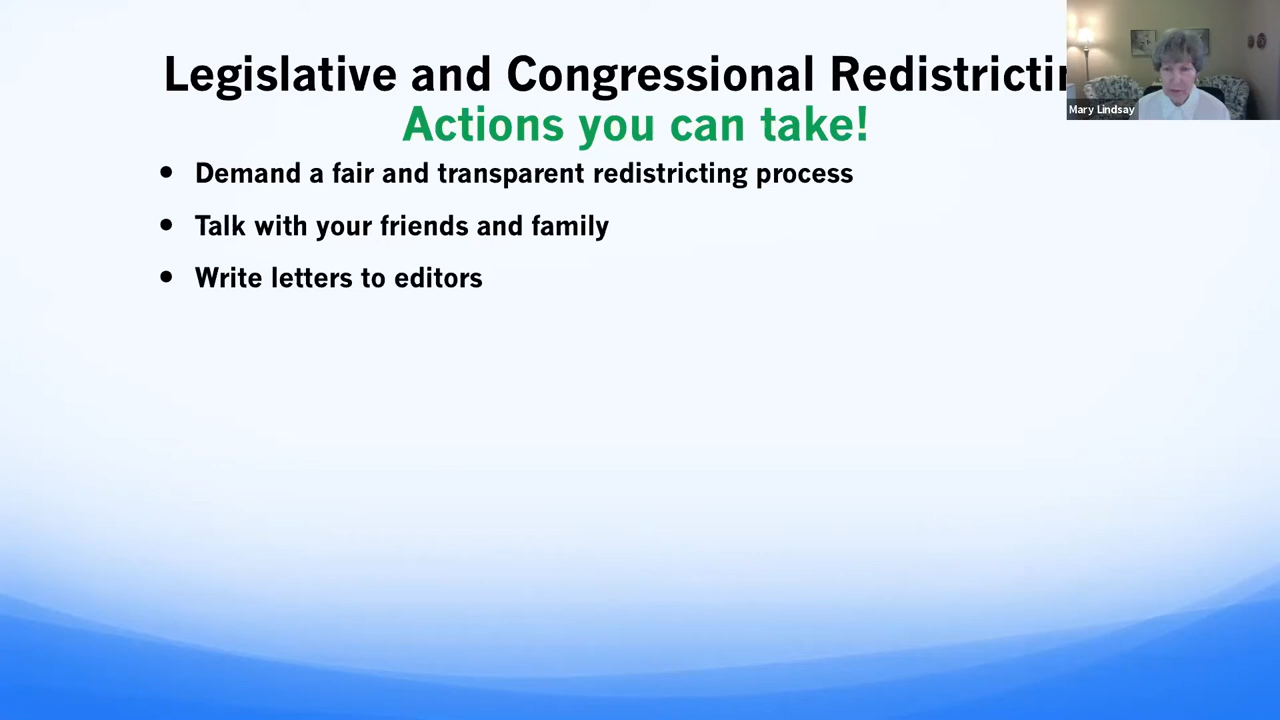 Legislative and Congressional Redistricti
Mary Lindsay
Actions you can take!
• Demand a fair and transparent redistricting process
• Talk with your friends and family
• Write letters to editors